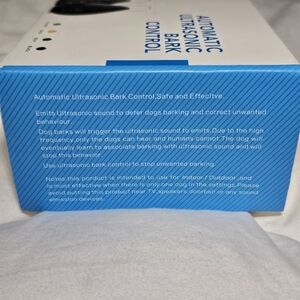 AUTOMATIC
ULTRASONIC
BARK
CONTROL
Automatic Ultrasonic Bark Control,Safe and Effecitve.
Emits Ultrasonic sound to deter dogs barking and correct unwanted
behaviour.
Dog barks will trigger the ultrasonic sound to emits. Due to the high
frequency,only the dogs can hear,and humans cannot. The dog will
eventually learn to associate barking with ultrasonic sound and will
stop this behavior.
Use ultrasonic bark control to stop unwanted barking.
Notes:this product is intended to use for Indoor / Outdoor ,and
is most effective when there is only one dog in the settings. Please
avoid putting this product near TV,speakers,doorbell or any sound
emission devices.